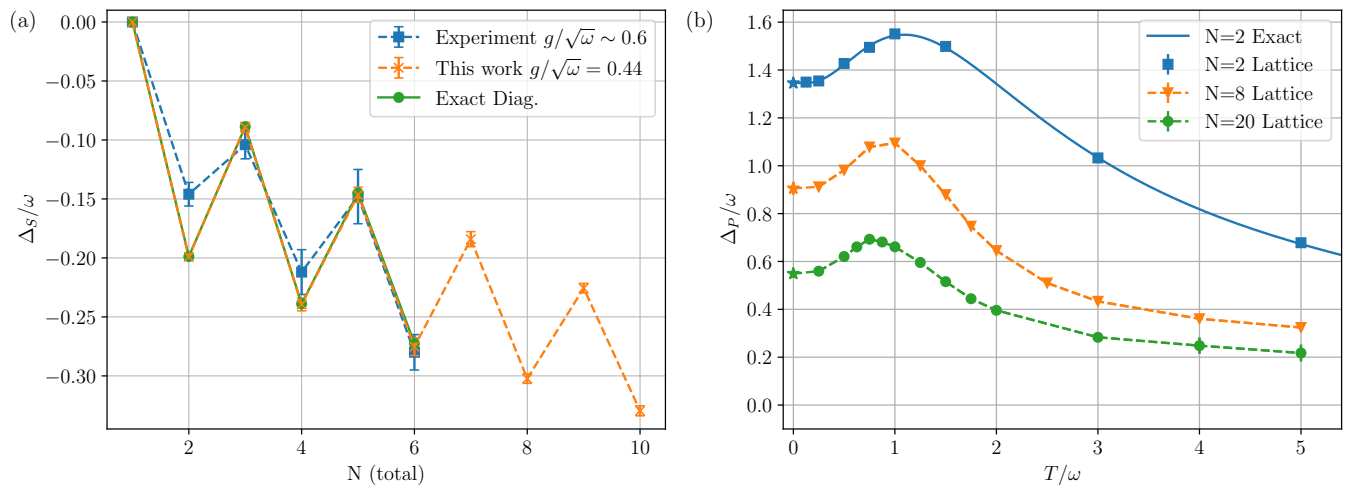 (a)
0.00
−0.05
−0.10
−0.15
−0.20
−0.25
−0.30
Δ_S/ω
2
4
6
8
10
N (total)
Experiment g/√ω ∼ 0.6
This work g/√ω = 0.44
Exact Diag.
(b)
1.6
1.4
1.2
1.0
0.8
0.6
0.4
0.2
0.0
Δ_P/ω
0
1
2
3
4
5
T/ω
N=2 Exact
N=2 Lattice
N=8 Lattice
N=20 Lattice